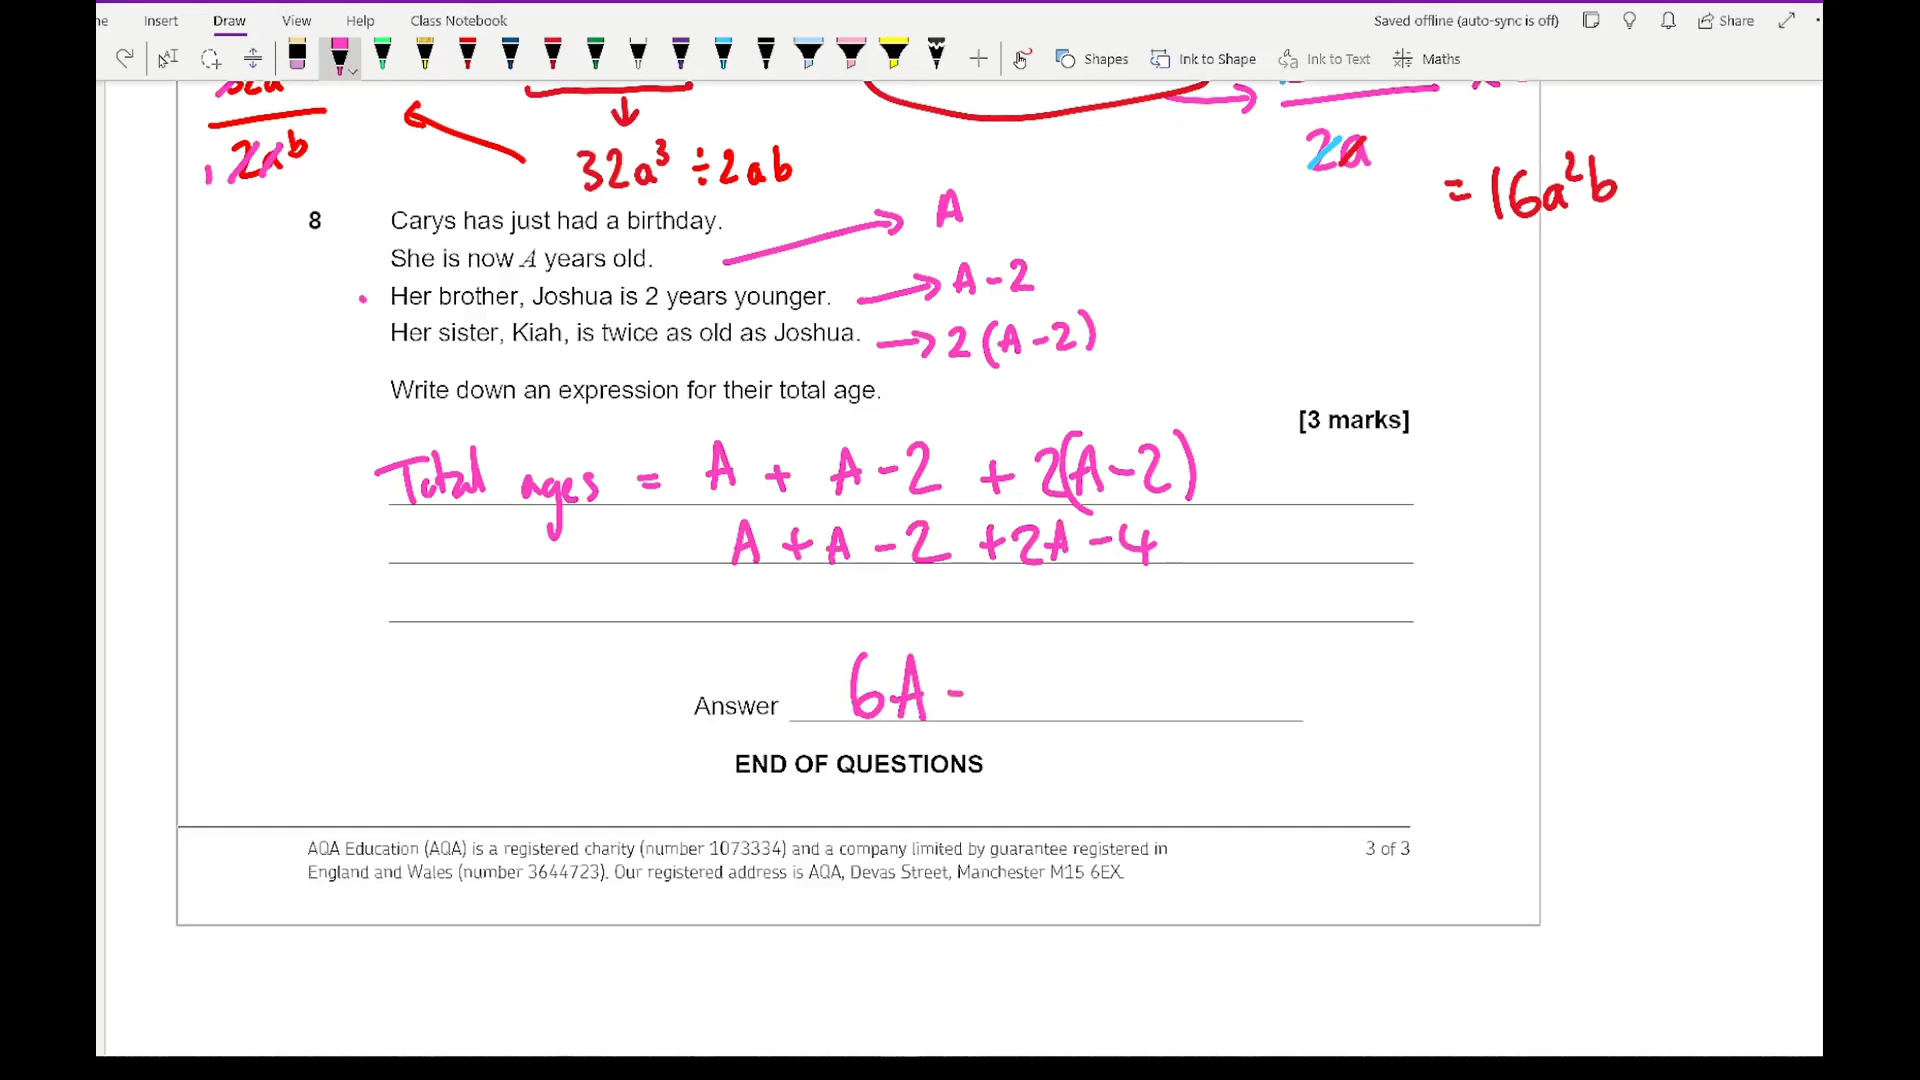 Insert Draw View Help Class Notebook Saved offline (auto-sync is off) Share
Shapes Ink to Shape Ink to Text Maths
2ab
32a³ ÷ 2ab
2a
= 16a²b
8 Carys has just had a birthday.
A
She is now A years old.
Her brother, Joshua is 2 years younger.
A - 2
Her sister, Kiah, is twice as old as Joshua.
2(A - 2)
Write down an expression for their total age.
[3 marks]
Total ages = A + A - 2 + 2(A - 2)
A + A - 2 + 2A - 4
Answer 6A -
END OF QUESTIONS
AQA Education (AQA) is a registered charity (number 1073334) and a company limited by guarantee registered in
England and Wales (number 3644723). Our registered address is AQA, Devas Street, Manchester M15 6EX.
3 of 3